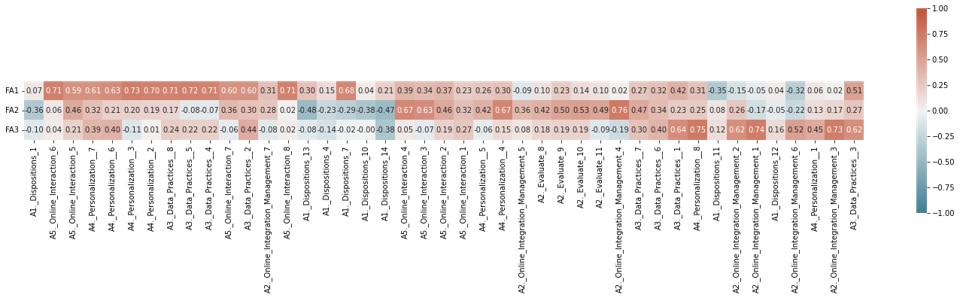 1.00
0.75
0.50
0.25
0.00
-0.25
-0.50
-0.75
-1.00
FA1 0.07 0.71 0.59 0.61 0.63 0.73 0.70 0.71 0.72 0.71 0.60 0.60 0.31 0.71 0.30 0.15 0.68 0.04 0.21 0.39 0.34 0.37 0.23 0.26 0.30 -0.09 0.10 0.23 0.14 0.10 0.02 0.27 0.32 0.42 0.31 -0.35 -0.15 -0.05 0.04 -0.32 0.06 0.02 0.51
FA2 -0.36 0.06 0.46 0.32 0.21 0.20 0.19 0.17 -0.08 -0.07 0.36 0.30 0.28 0.02 -0.48 -0.23 -0.29 -0.38 -0.47 0.67 0.63 0.46 0.32 0.42 0.67 0.36 0.42 0.50 0.53 0.49 0.76 0.47 0.34 0.23 0.25 0.08 0.26 -0.17 -0.05 -0.22 0.13 0.17 0.27
FA3 -0.10 0.04 0.21 0.39 0.40 -0.11 0.01 0.24 0.22 0.22 -0.06 0.44 -0.08 0.02 -0.08 -0.14 -0.02 -0.00 -0.38 0.05 -0.07 0.19 0.27 -0.06 0.15 0.08 0.18 0.19 0.19 -0.09 -0.19 0.30 0.40 0.64 0.75 0.12 0.62 0.74 0.16 0.52 0.45 0.73 0.62
A1_Dispositions_1
A5_Online_Interaction_6
A5_Online_Interaction_5
A4_Personalization_7
A4_Personalization__6
A4_Personalization_3
A4_Personalization_2
A3_Data_Practices__8
A3_Data_Practices__5
A3_Data_Practices__4
A5_Online_Interaction_7
A3_Data_Practices__2
A2_Online_Integration_Management_7
A5_Online_Interaction_8
A1_Dispositions_13
A5_Online_Interaction_4
A1_Dispositions_7
A1_Dispositions_10
A1_Dispositions_14
A5_Online_Interaction_4
A5_Online_Interaction_3
A5_Online_Interaction_2
A5_Online_Interaction_1
A4_Personalization_5
A4_Personalization__4
A2_Online_Integration_Management_5
A2_Evaluate_8
A2_Evaluate_9
A2_Evaluate_10
A2_Evaluate_11
A2_Online_Integration_Management_4
A3_Data_Practices__7
A3_Data_Practices__6
A3_Data_Practices__1
A4_Personalization_8
A1_Dispositions_11
A2_Online_Integration_Management_2
A2_Online_Integration_Management_1
A1_Dispositions_12
A2_Online_Integration_Management_6
A4_Personalization_1
A2_Online_Integration_Management_3
A3_Data_Practices__3